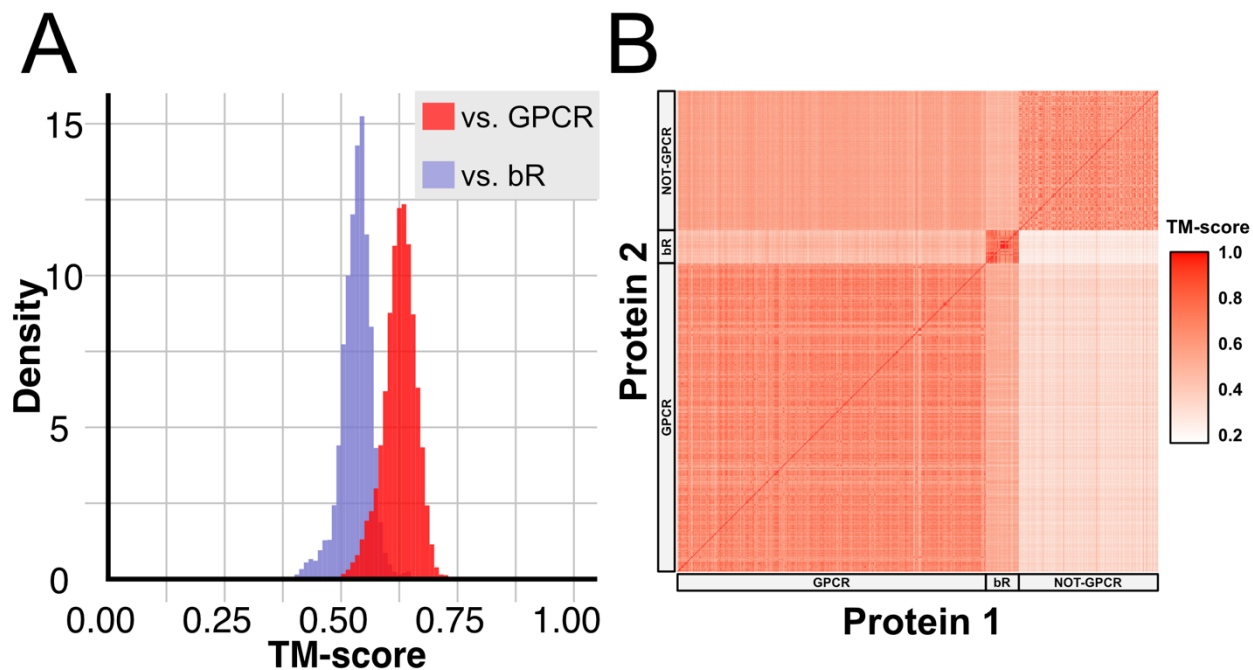 A
vs. GPCR
vs. bR
15
10
5
0
Density
0.00 0.25 0.50 0.75 1.00
TM-score
B
NOT-GPCR
bR
GPCR
Protein 2
GPCR bR NOT-GPCR
Protein 1
TM-score
1.0
0.8
0.6
0.4
0.2